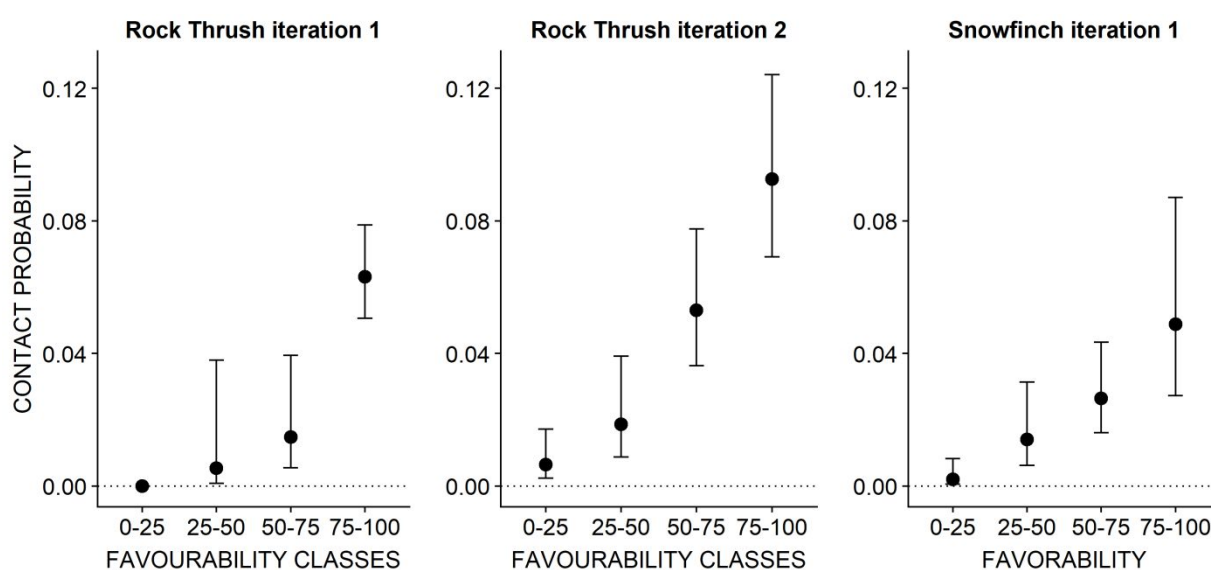 Rock Thrush iteration 1
Rock Thrush iteration 2
Snowfinch iteration 1
CONTACT PROBABILITY
0.12
0.08
0.04
0.00
0-25 25-50 50-75 75-100
FAVOURABILITY CLASSES
0.12
0.08
0.04
0.00
0-25 25-50 50-75 75-100
FAVOURABILITY CLASSES
0.12
0.08
0.04
0.00
0-25 25-50 50-75 75-100
FAVORABILITY